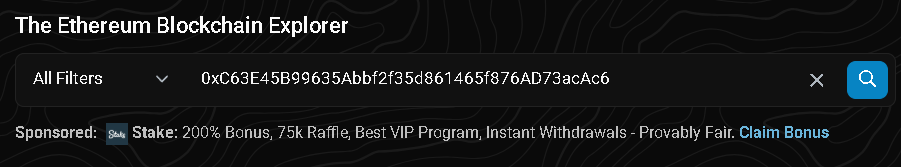 The Ethereum Blockchain Explorer
All Filters 0xC63E45B99635Abbf2f35d861465f876AD73acAc6
Sponsored: Stake Stake: 200% Bonus, 75k Raffle, Best VIP Program, Instant Withdrawals - Provably Fair. Claim Bonus